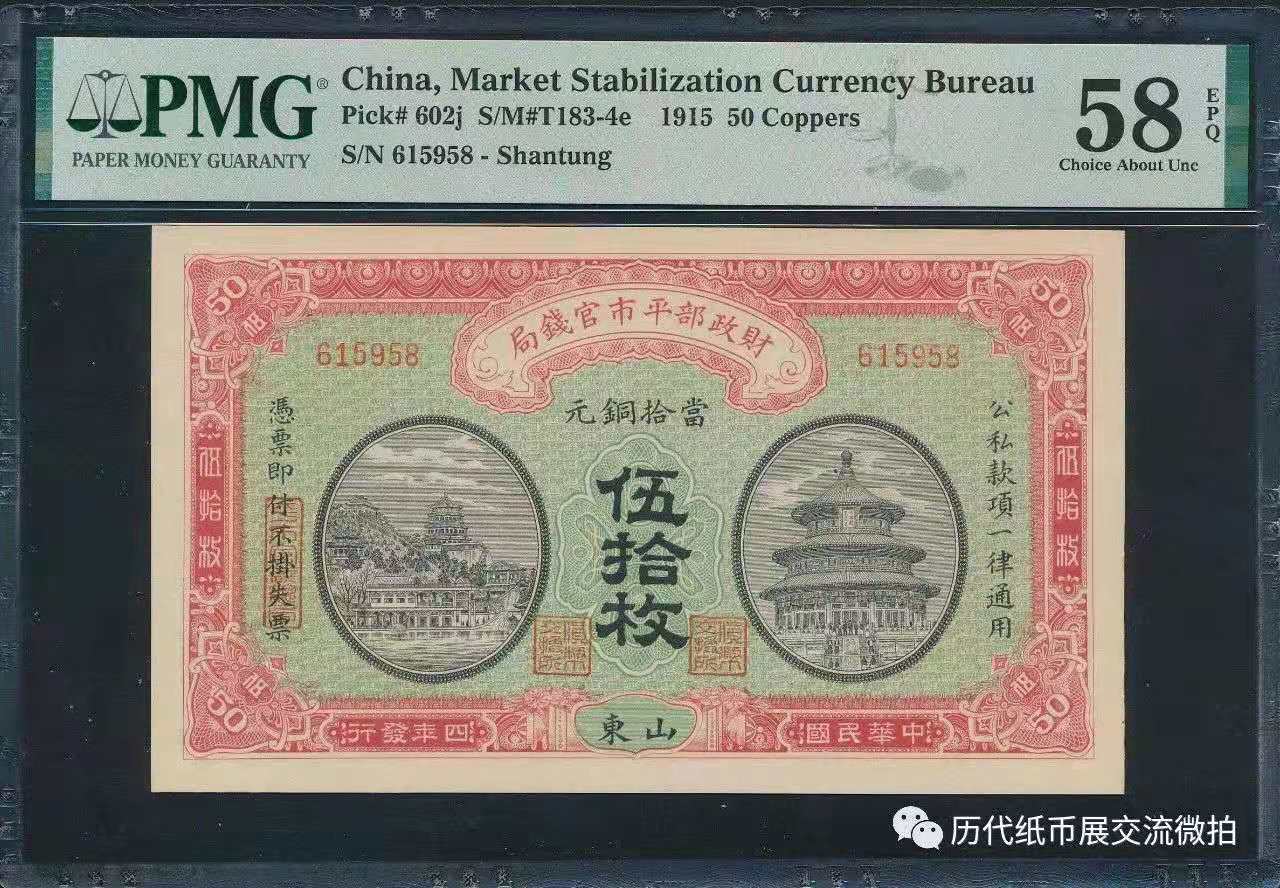 PMG®
PAPER MONEY GUARANTY
China, Market Stabilization Currency Bureau
Pick# 602j S/M#T183-4e 1915 50 Coppers
S/N 615958 - Shantung
58
EPQ
Choice About Unc
50
50
財政部平市官錢局
615958
615958
當拾銅元
伍拾枚
公私款項一律通用
憑票即付不掛失票
伍拾枚
伍拾枚
50
50
中華民國
山東
四年發行
历代纸币展交流微拍